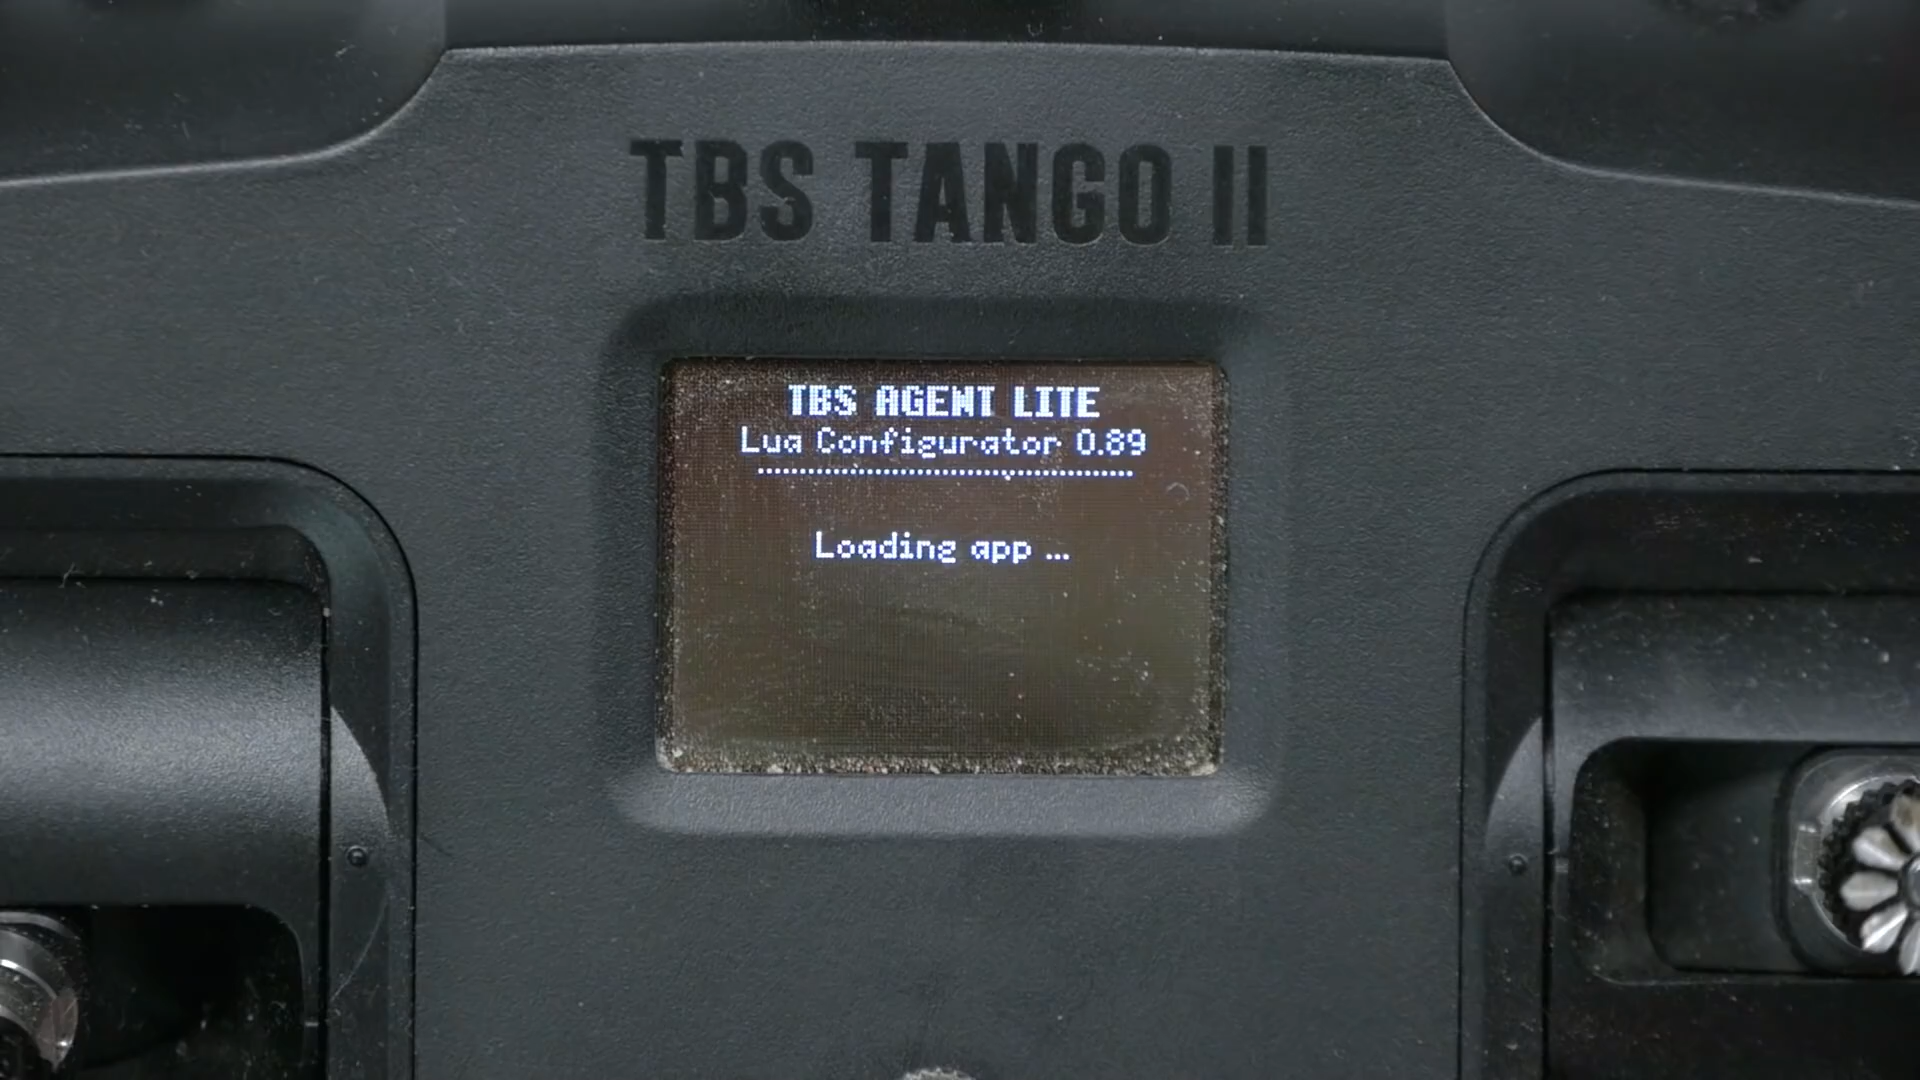 TBS TANGO II
TBS AGENT LITE
Lua Configurator 0.89
Loading app ...